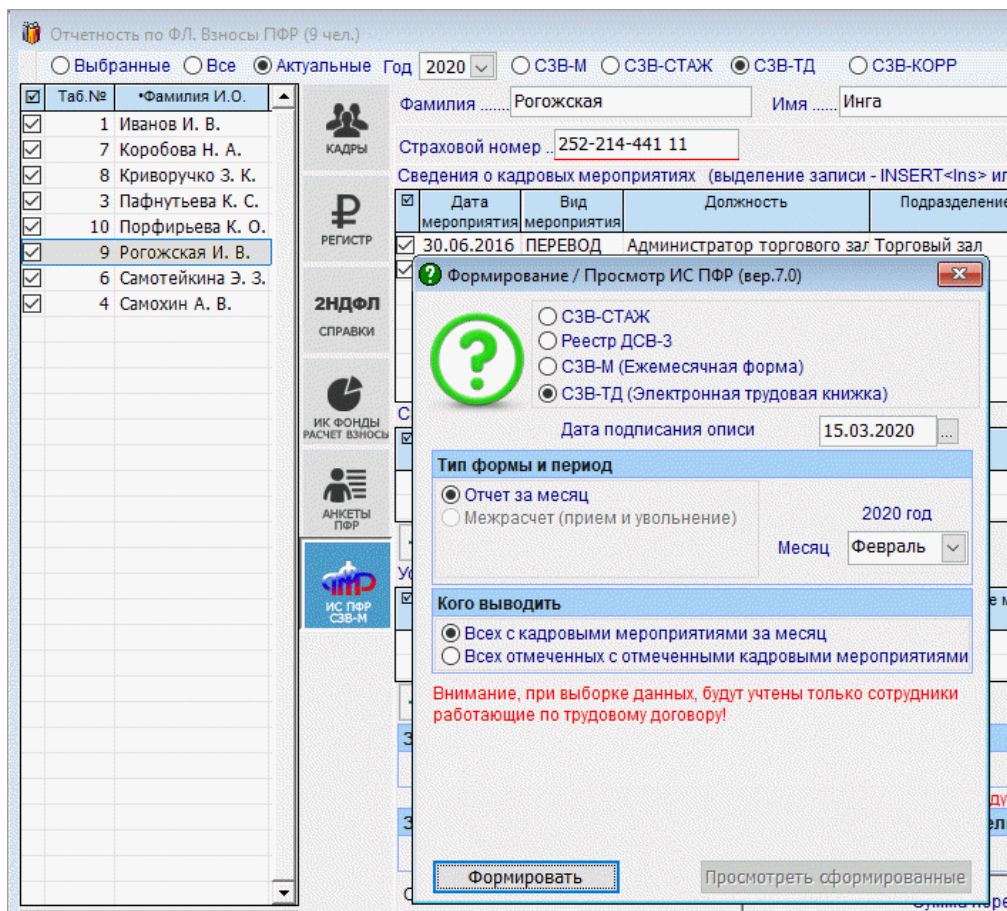 Отчетность по ФЛ. Взносы ПФР (9 чел.)
Выбранные Все Актуальные Год 2020 СЗВ-М СЗВ-СТАЖ СЗВ-ТД СЗВ-КОРР
Таб.№ •Фамилия И.О.
1 Иванов И. В.
7 Коробова Н. А.
8 Криворучко З. К.
3 Пафнутьева К. С.
10 Порфирьева К. О.
9 Рогожская И. В.
6 Самотейкина Э. З.
4 Самохин А. В.
КАДРЫ
РЕГИСТР
2НДФЛ
СПРАВКИ
ИК ФОНДЫ
РАСЧЕТ ВЗНОСЫ
АНКЕТЫ
ПФР
ИС ПФР
СЗВ-М
Фамилия ....... Рогожская Имя ...... Инга
Страховой номер .. 252-214-441 11
Сведения о кадровых мероприятиях (выделение записи - INSERT<Ins> ил
Дата мероприятия Вид мероприятия Должность Подразделение
30.06.2016 ПЕРЕВОД Администратор торгового зал Торговый зал
Формирование / Просмотр ИС ПФР (вер.7.0)
СЗВ-СТАЖ
Реестр ДСВ-3
СЗВ-М (Ежемесячная форма)
СЗВ-ТД (Электронная трудовая книжка)
Дата подписания описи 15.03.2020 ...
Тип формы и период
Отчет за месяц
Межрасчет (прием и увольнение)
2020 год
Месяц Февраль
Кого выводить
Всех с кадровыми мероприятиями за месяц
Всех отмеченных с отмеченными кадровыми мероприятиями
Внимание, при выборке данных, будут учтены только сотрудники
работающие по трудовому договору!
Формировать Просмотреть сформированные